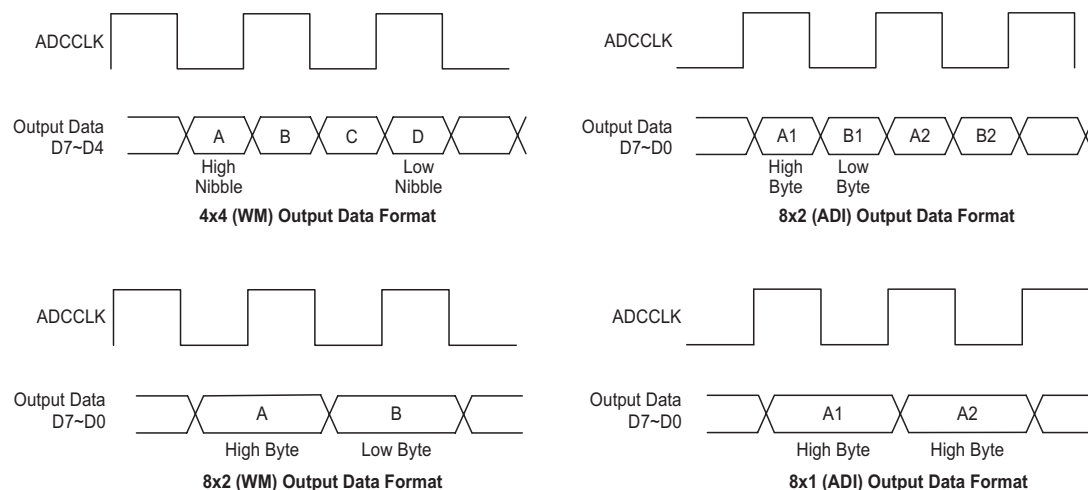 ADCCLK
Output Data
D7~D4
A B C D
High
Nibble
Low
Nibble
4x4 (WM) Output Data Format
ADCCLK
Output Data
D7~D0
A1 B1 A2 B2
High
Byte
Low
Byte
8x2 (ADI) Output Data Format
ADCCLK
Output Data
D7~D0
A B
High Byte Low Byte
8x2 (WM) Output Data Format
ADCCLK
Output Data
D7~D0
A1 A2
High Byte High Byte
8x1 (ADI) Output Data Format